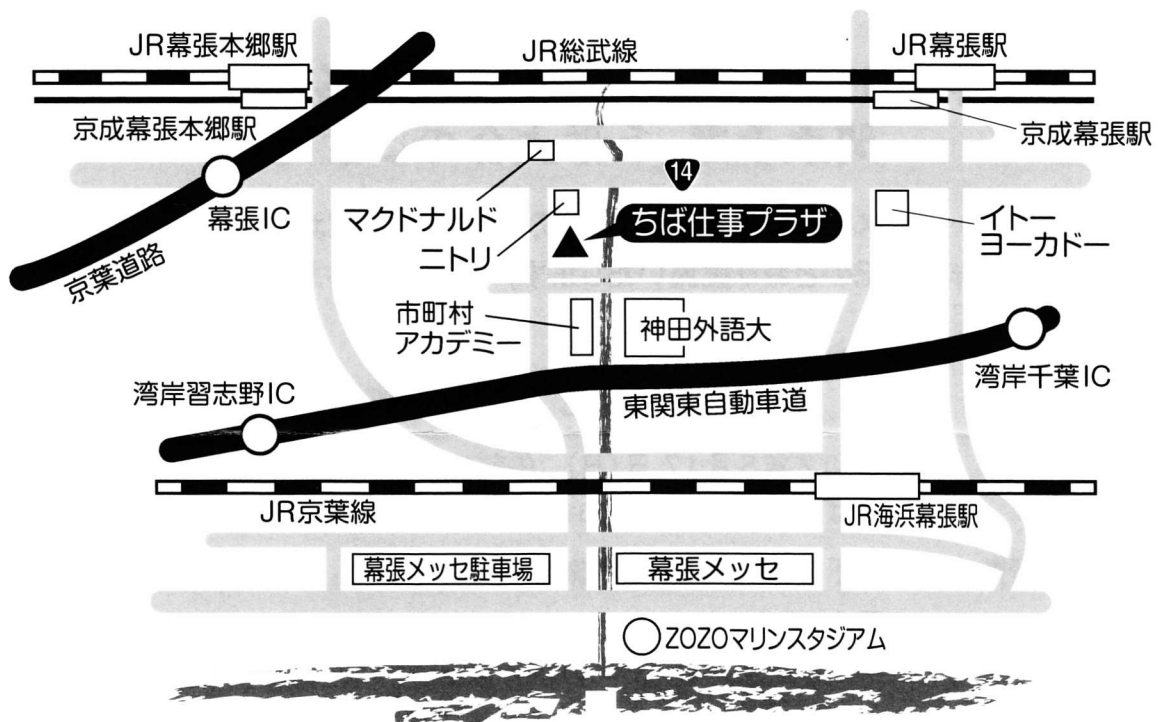 JR幕張本郷駅
JR総武線
JR幕張駅
京成幕張本郷駅
京成幕張駅
14
マクドナルド
ちば仕事プラザ
幕張IC
ニトリ
イトー
ヨーカドー
京葉道路
市町村
アカデミー
神田外語大
湾岸千葉IC
湾岸習志野IC
東関東自動車道
JR京葉線
JR海浜幕張駅
幕張メッセ駐車場
幕張メッセ
ZOZOマリンスタジアム